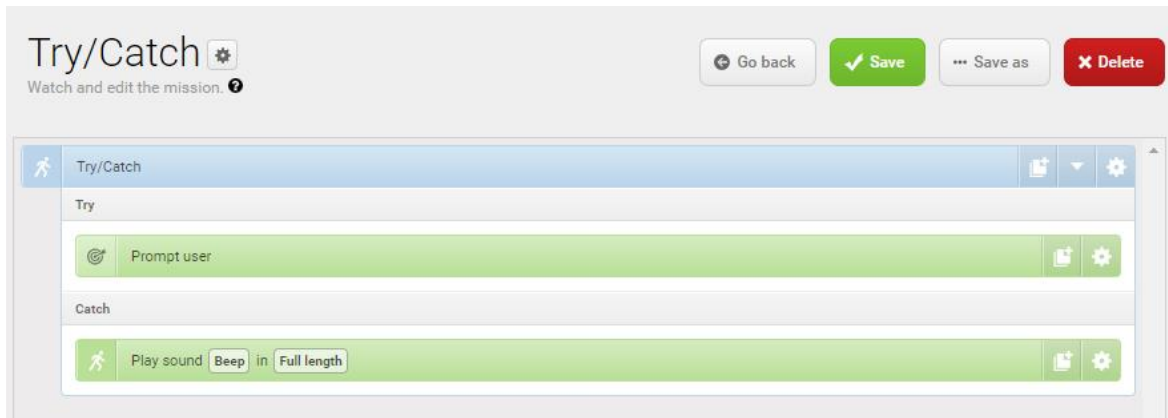 Try/Catch
Watch and edit the mission. ?
Go back
Save
Save as
Delete
Try/Catch
Try
Prompt user
Catch
Play sound Beep in Full length